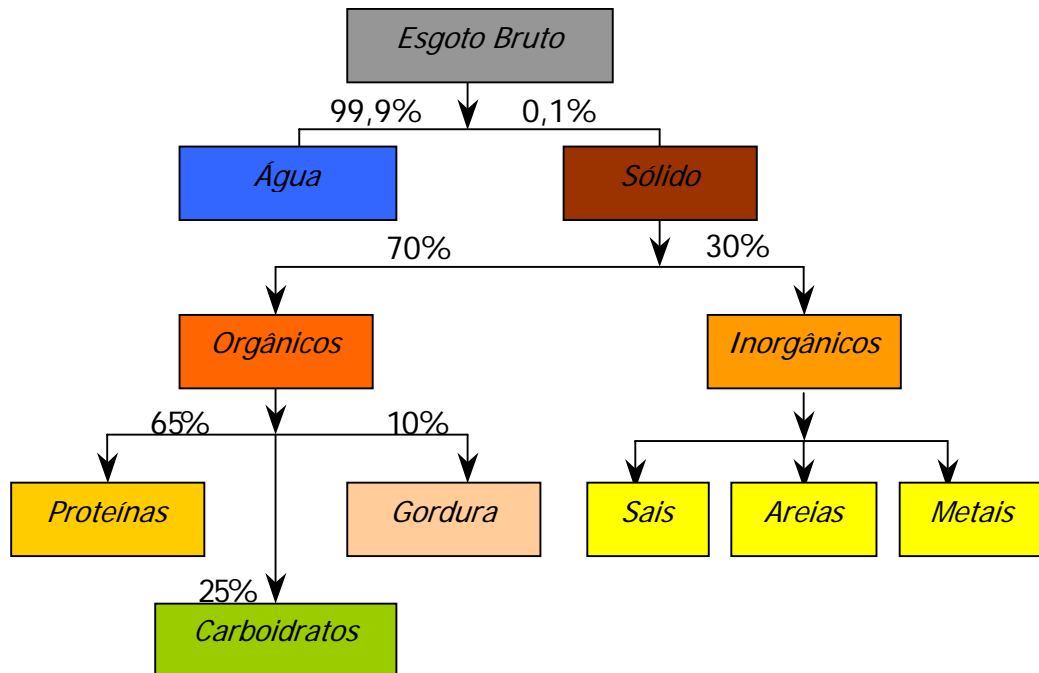 Esgoto Bruto
99,9% 0,1%
Água Sólido
70% 30%
Orgânicos Inorgânicos
65% 10%
Proteínas Gordura Sais Areias Metais
25%
Carboidratos